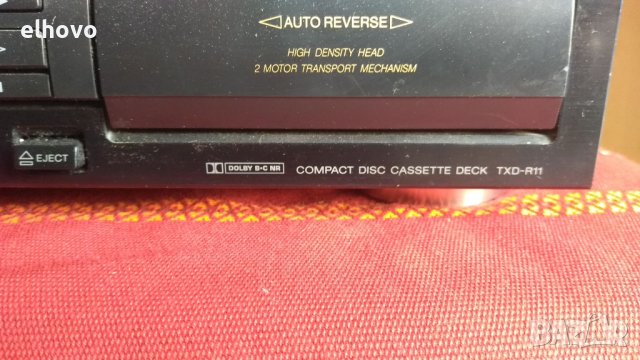 elhovo
◁AUTO REVERSE▷
HIGH DENSITY HEAD
2 MOTOR TRANSPORT MECHANISM
EJECT
DOLBY B-C NR COMPACT DISC CASSETTE DECK TXD-R11
BAZAR